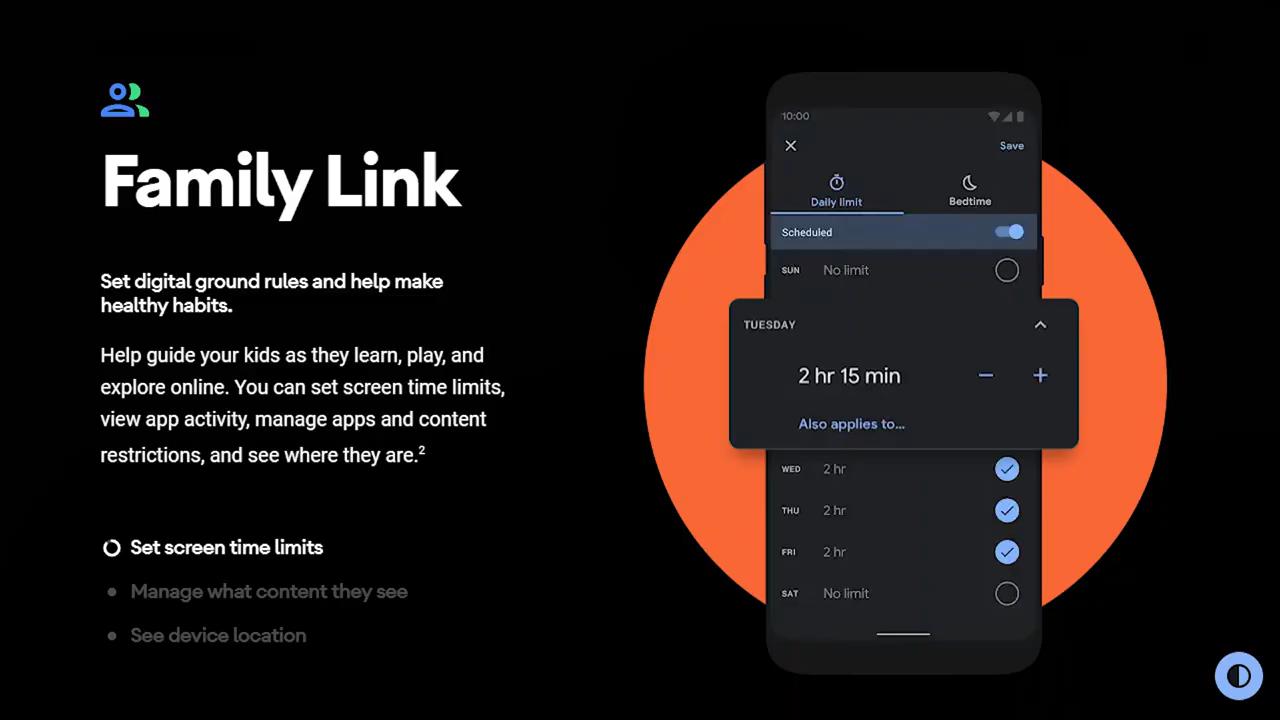 Family Link
Set digital ground rules and help make
healthy habits.
Help guide your kids as they learn, play, and
explore online. You can set screen time limits,
view app activity, manage apps and content
restrictions, and see where they are.²
Set screen time limits
Manage what content they see
See device location
10:00
Save
Daily limit
Bedtime
Scheduled
SUN No limit
TUESDAY
2 hr 15 min
Also applies to...
WED 2 hr
THU 2 hr
FRI 2 hr
SAT No limit